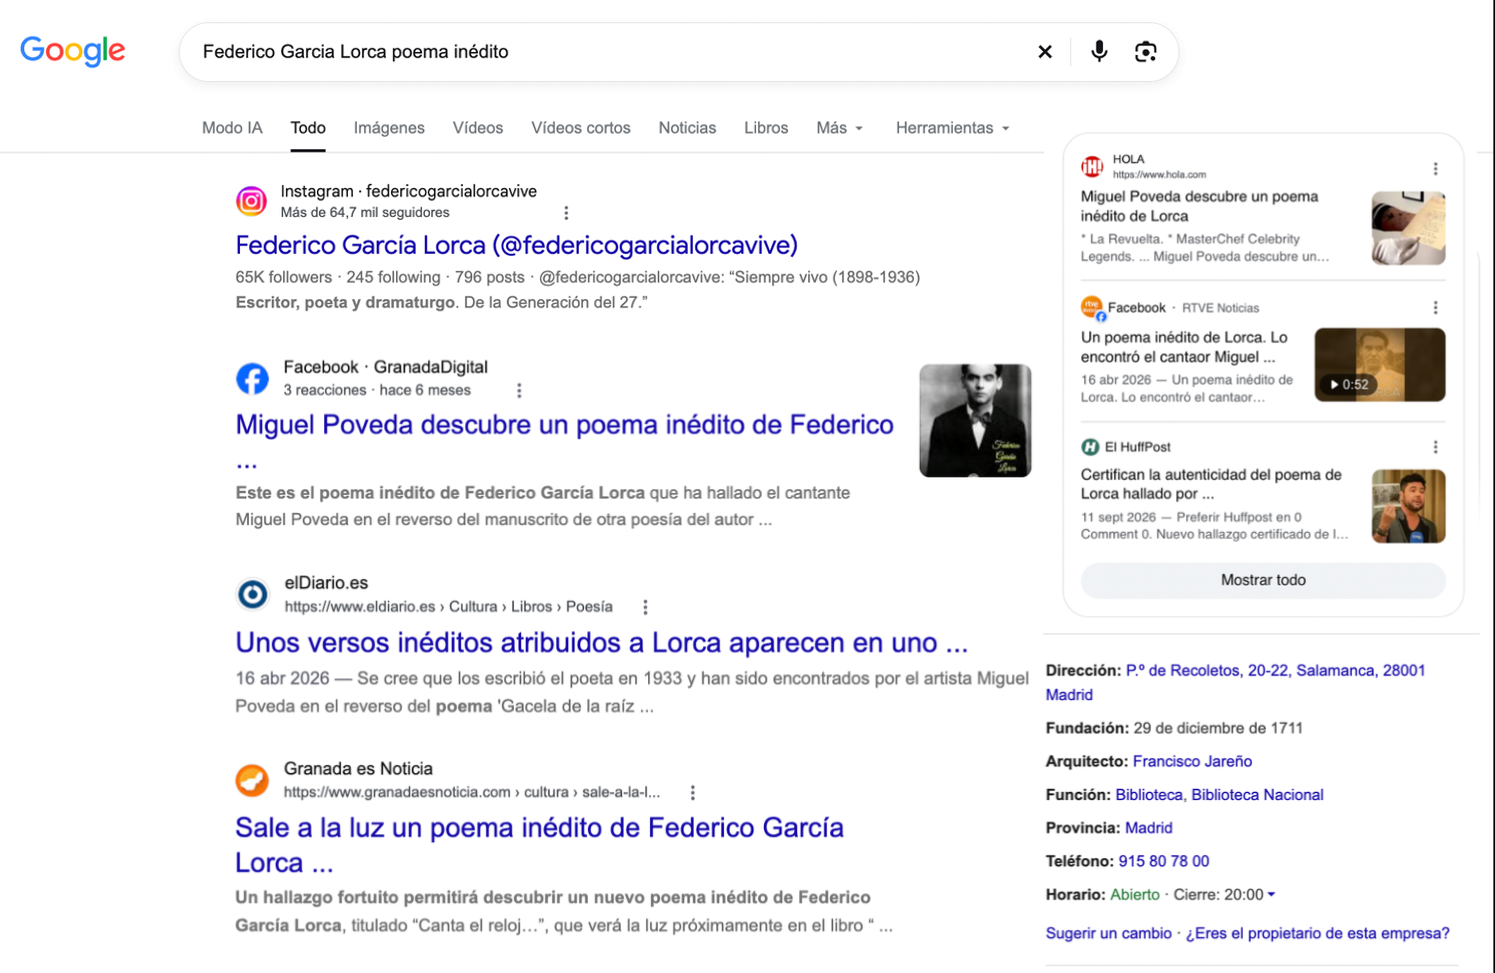 Google
Federico Garcia Lorca poema inédito
Modo IA
Todo
Imágenes
Vídeos
Vídeos cortos
Noticias
Libros
Más
Herramientas
Instagram · federicogarcialorcavive
Más de 64,7 mil seguidores
Federico García Lorca (@federicogarcialorcavive)
65K followers · 245 following · 796 posts · @federicogarcialorcavive: “Siempre vivo (1898-1936)
Escritor, poeta y dramaturgo. De la Generación del 27.”
Facebook · GranadaDigital
3 reacciones · hace 6 meses
Miguel Poveda descubre un poema inédito de Federico
...
Este es el poema inédito de Federico García Lorca que ha hallado el cantante
Miguel Poveda en el reverso del manuscrito de otra poesía del autor ...
Federico
García
Lorca
elDiario.es
https://www.eldiario.es › Cultura › Libros › Poesía
Unos versos inéditos atribuidos a Lorca aparecen en uno ...
16 abr 2026 — Se cree que los escribió el poeta en 1933 y han sido encontrados por el artista Miguel
Poveda en el reverso del poema 'Gacela de la raíz ...
Granada es Noticia
https://www.granadaesnoticia.com › cultura › sale-a-la-l...
Sale a la luz un poema inédito de Federico García
Lorca ...
Un hallazgo fortuito permitirá descubrir un nuevo poema inédito de Federico
García Lorca, titulado “Canta el reloj...”, que verá la luz próximamente en el libro “ ...
¡H!
HOLA
https://www.hola.com
Miguel Poveda descubre un poema
inédito de Lorca
* La Revuelta. * MasterChef Celebrity
Legends. ... Miguel Poveda descubre un...
rtve
Facebook · RTVE Noticias
Un poema inédito de Lorca. Lo
encontró el cantaor Miguel ...
16 abr 2026 — Un poema inédito de
Lorca. Lo encontró el cantaor...
0:52
H
El HuffPost
Certifican la autenticidad del poema de
Lorca hallado por ...
11 sept 2026 — Preferir Huffpost en 0
Comment 0. Nuevo hallazgo certificado de l...
Mostrar todo
Dirección: P.º de Recoletos, 20-22, Salamanca, 28001
Madrid
Fundación: 29 de diciembre de 1711
Arquitecto: Francisco Jareño
Función: Biblioteca, Biblioteca Nacional
Provincia: Madrid
Teléfono: 915 80 78 00
Horario: Abierto · Cierre: 20:00
Sugerir un cambio · ¿Eres el propietario de esta empresa?